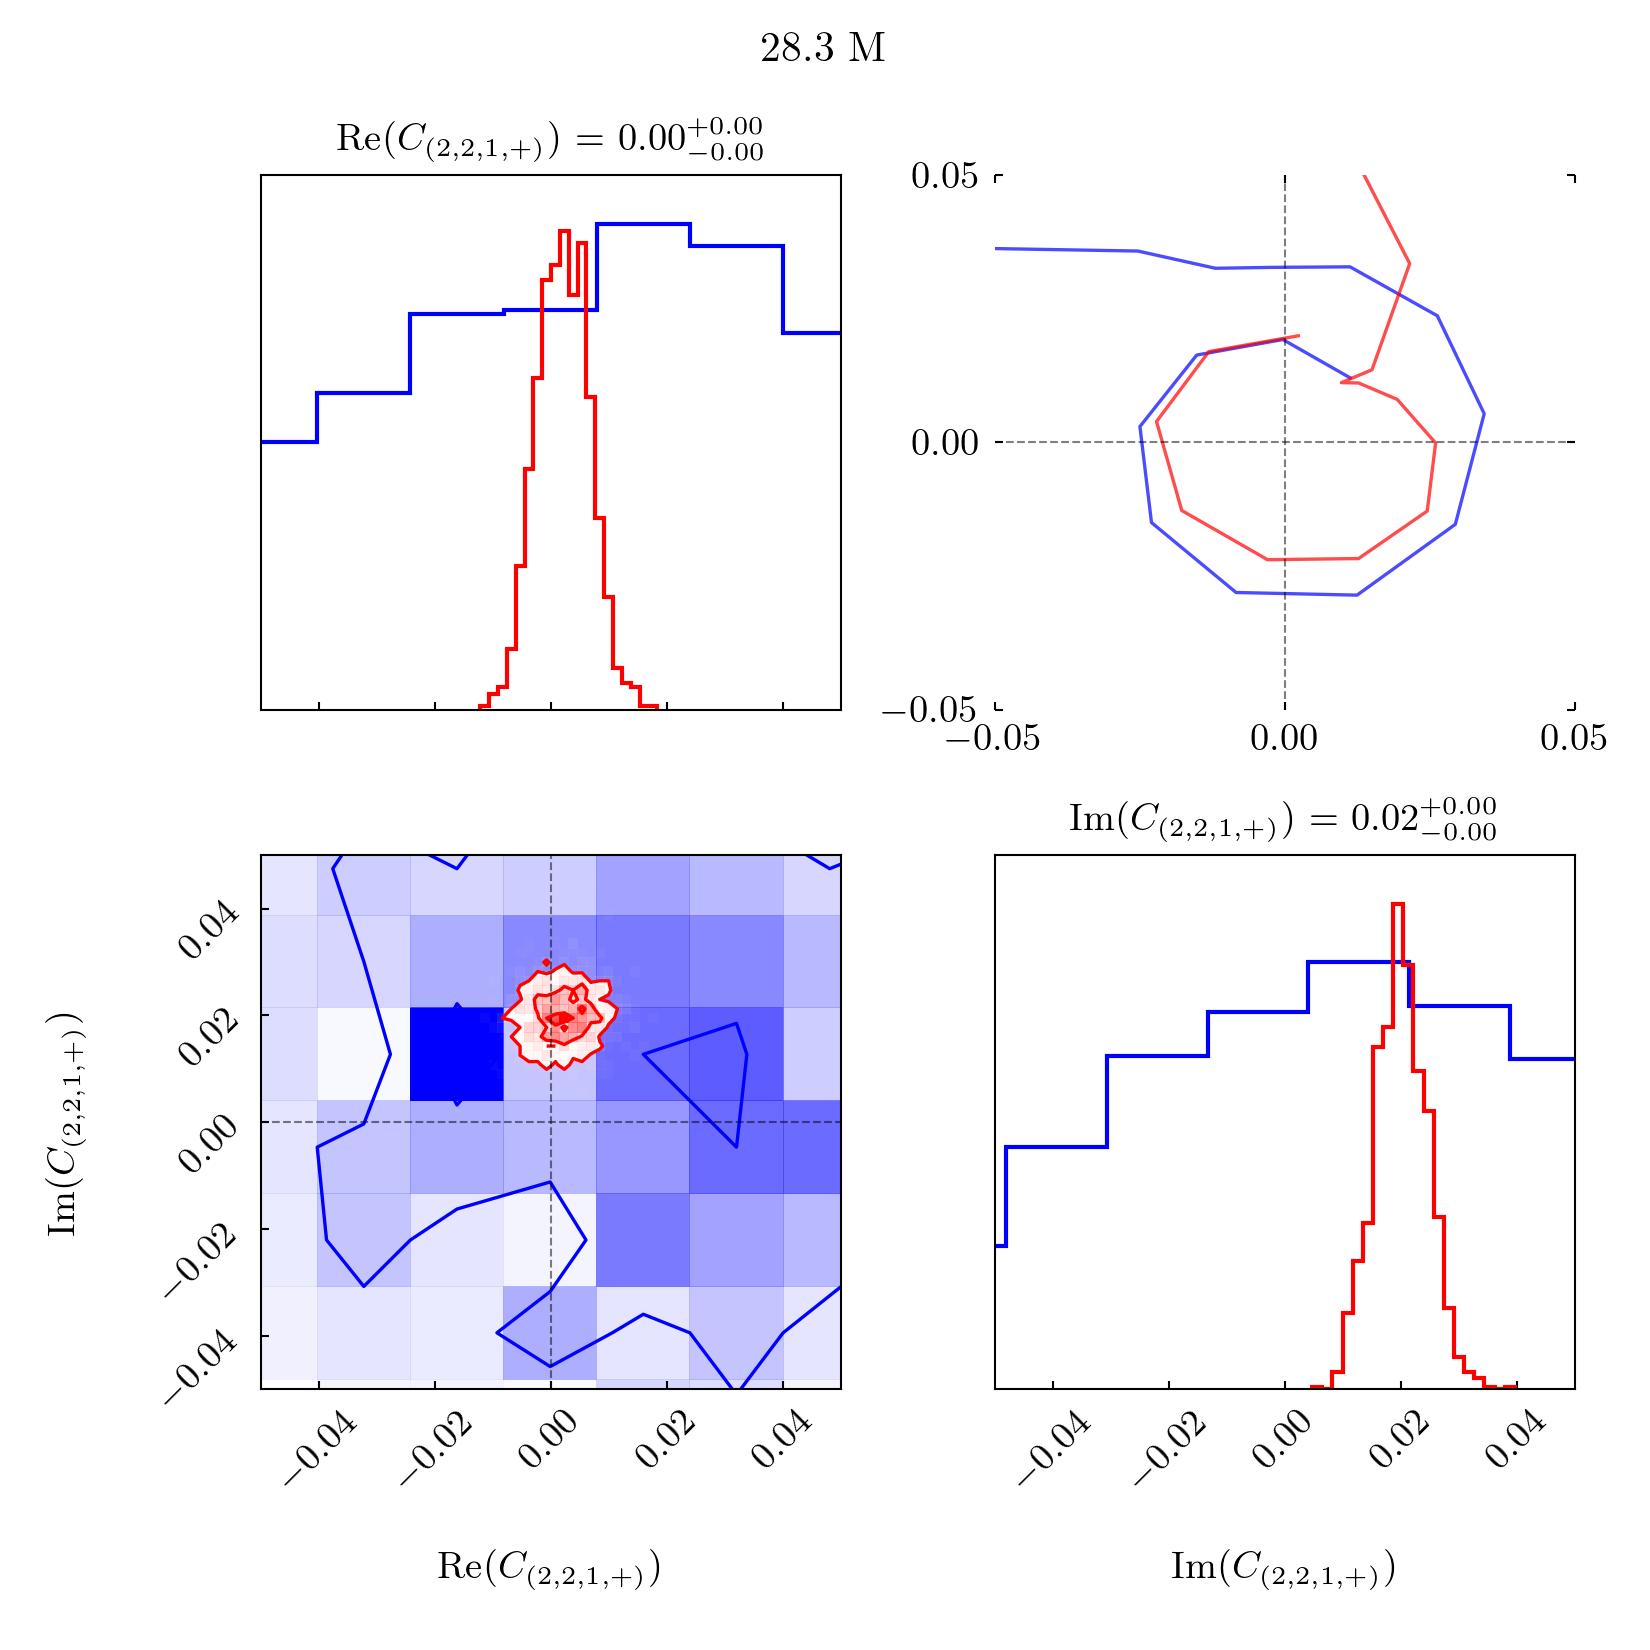 28.3 M
Re(C_{(2,2,1,+)}) = 0.00^{+0.00}_{-0.00}
0.05
0.00
−0.05
−0.05 0.00 0.05
Im(C_{(2,2,1,+)}) = 0.02^{+0.00}_{-0.00}
Im(C_{(2,2,1,+)})
0.04
0.02
0.00
−0.02
−0.04
−0.04 −0.02 0.00 0.02 0.04
−0.04 −0.02 0.00 0.02 0.04
Re(C_{(2,2,1,+)})
Im(C_{(2,2,1,+)})